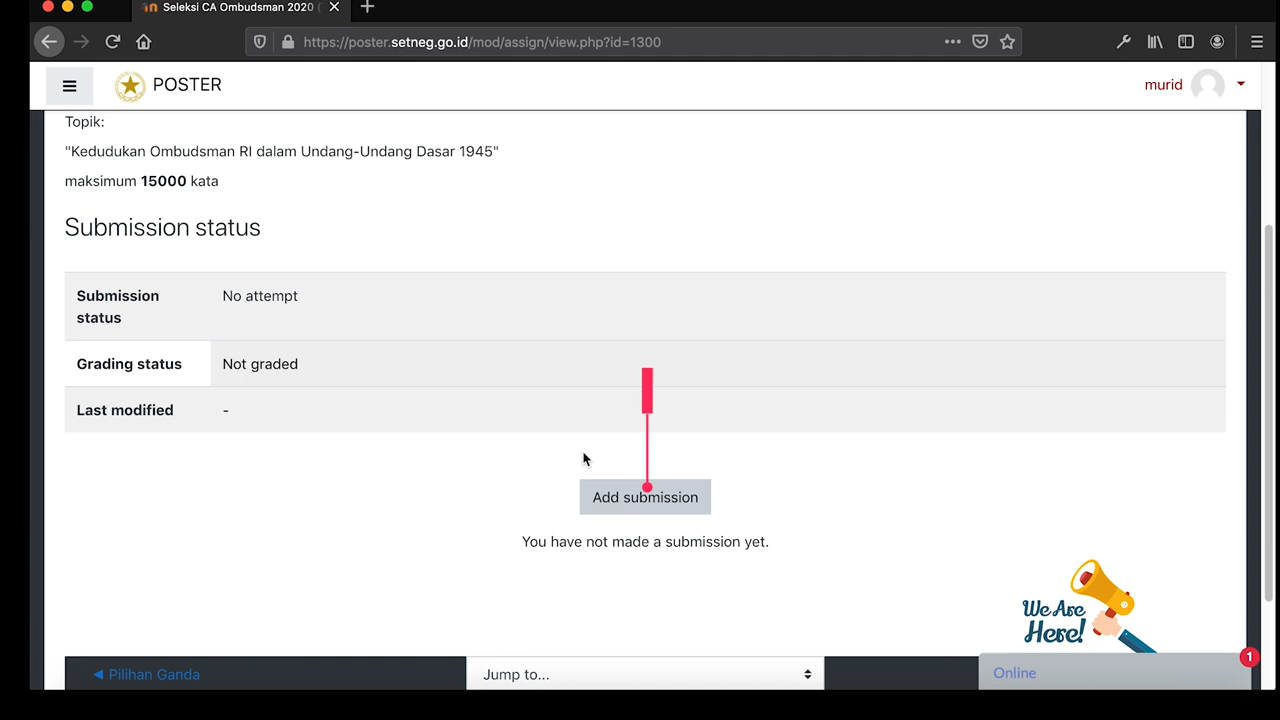 Seleksi CA Ombudsman 2020 (
https://poster.setneg.go.id/mod/assign/view.php?id=1300
POSTER
murid
Topik:
"Kedudukan Ombudsman RI dalam Undang-Undang Dasar 1945"
maksimum 15000 kata
Submission status
Submission status No attempt
Grading status Not graded
Last modified -
Add submission
You have not made a submission yet.
We Are
Here!
◄ Pilihan Ganda
Jump to...
Online
1